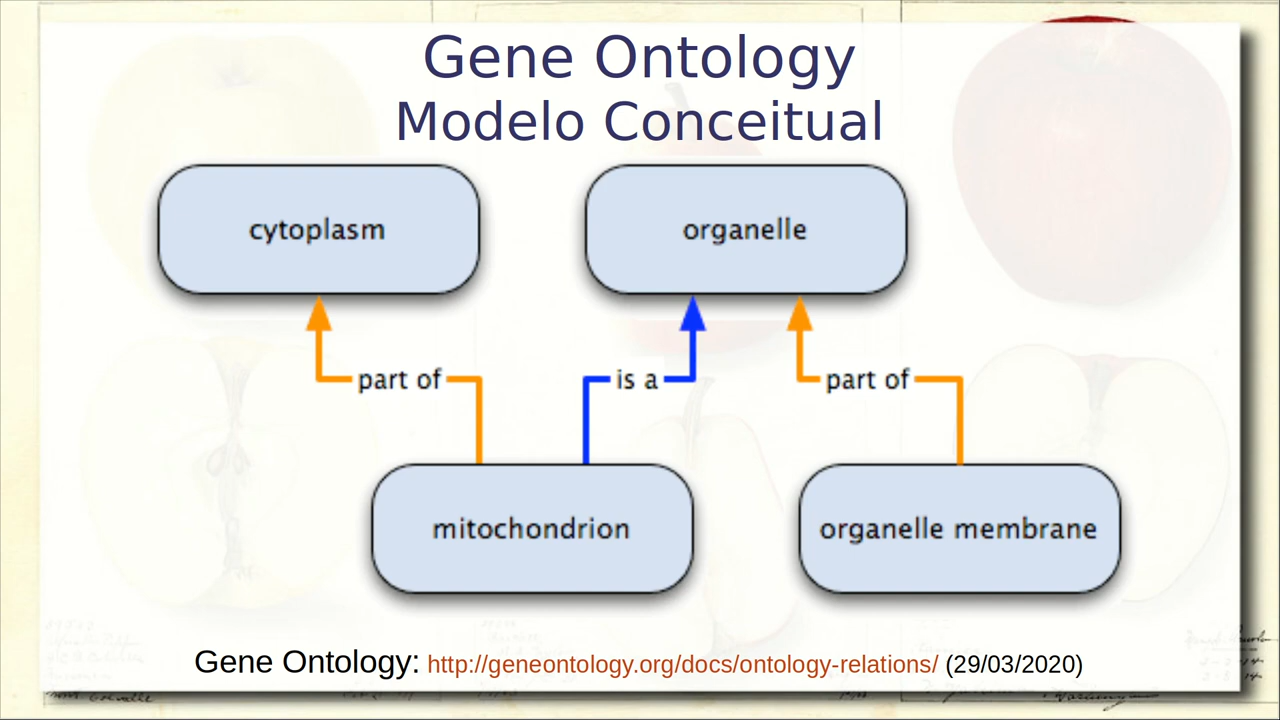 Gene Ontology
Modelo Conceitual
cytoplasm
organelle
part of
is a
part of
mitochondrion
organelle membrane
Gene Ontology: http://geneontology.org/docs/ontology-relations/ (29/03/2020)